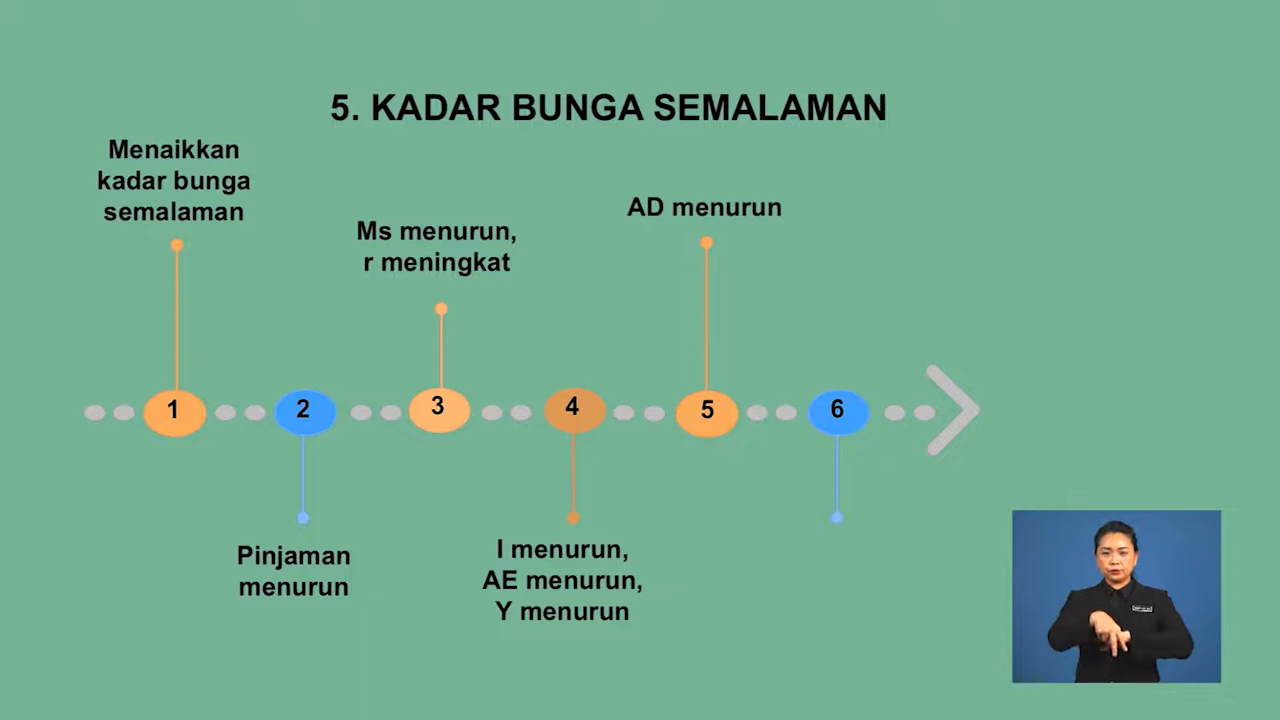 5. KADAR BUNGA SEMALAMAN
Menaikkan
kadar bunga
semalaman
Ms menurun,
r meningkat
AD menurun
1
2
3
4
5
6
Pinjaman
menurun
I menurun,
AE menurun,
Y menurun